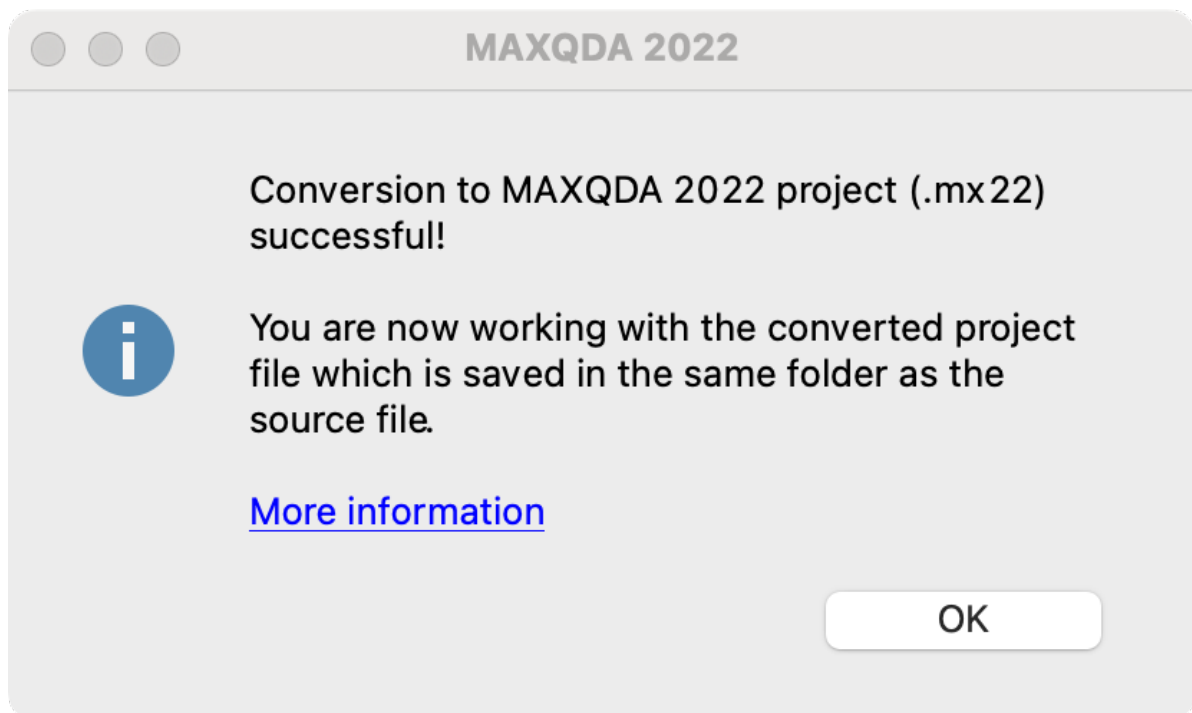 MAXQDA 2022
Conversion to MAXQDA 2022 project (.mx22)
successful!
You are now working with the converted project
file which is saved in the same folder as the
source file.
More information
OK